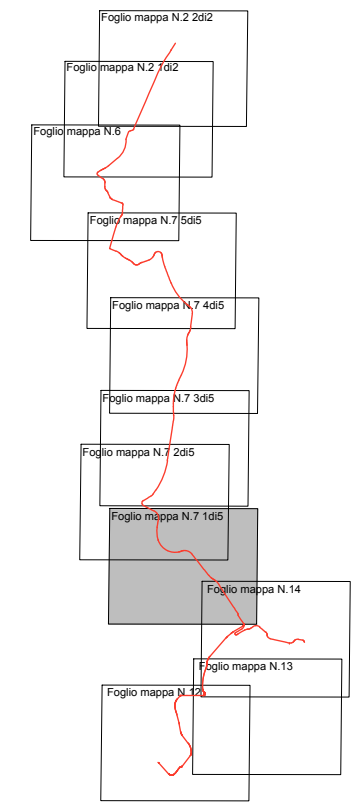 Foglio mappa N.2 2di2
Foglio mappa N.2 1di2
Foglio mappa N.6
Foglio mappa N.7 5di5
Foglio mappa N.7 4di5
Foglio mappa N.7 3di5
Foglio mappa N.7 2di5
Foglio mappa N.7 1di5
Foglio mappa N.14
Foglio mappa N.13
Foglio mappa N.12